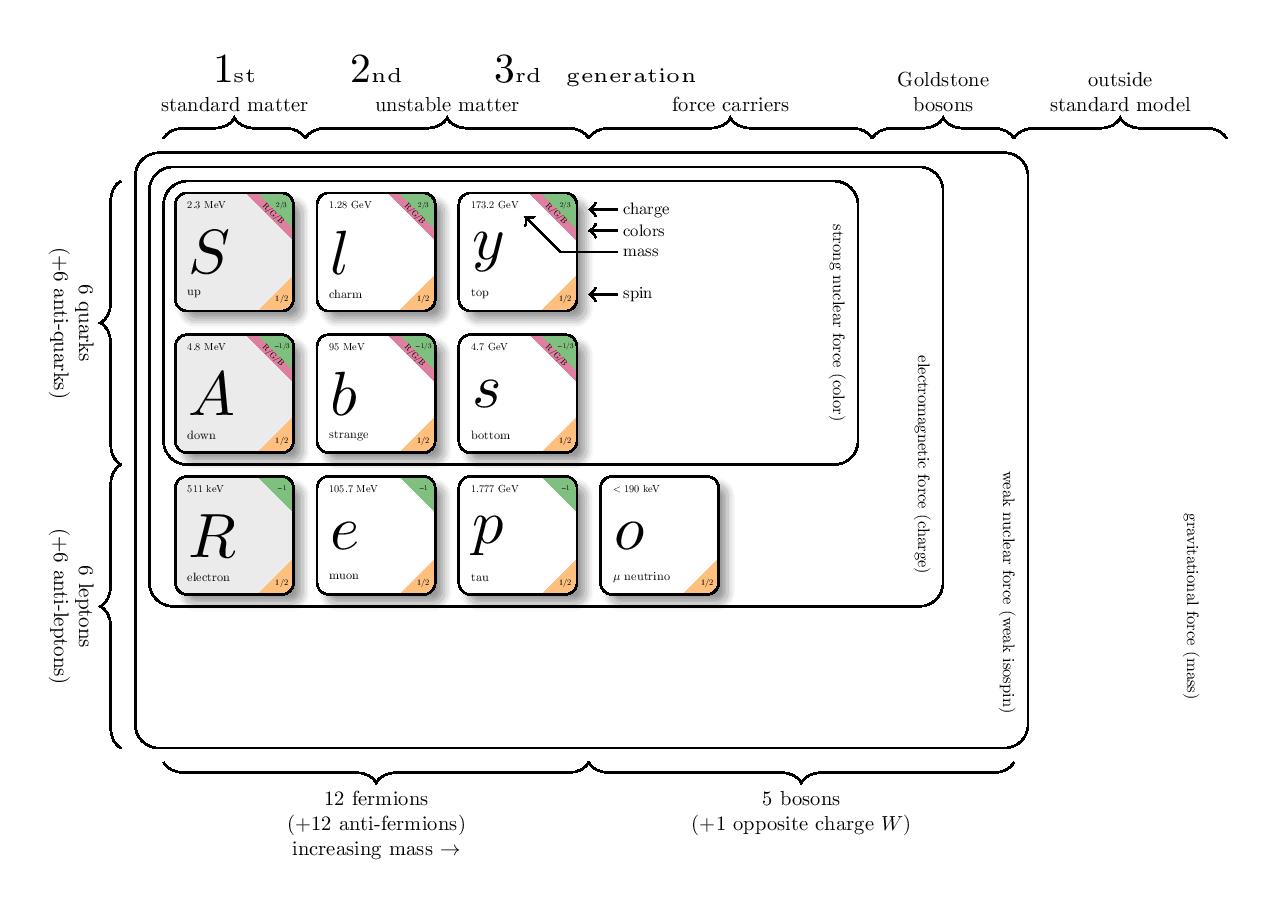 1st 2nd 3rd generation
standard matter
unstable matter
force carriers
Goldstone
bosons
outside
standard model
6 quarks
(+6 anti-quarks)
6 leptons
(+6 anti-leptons)
2.3 MeV
2/3
R/G/B
S
up
1/2
1.28 GeV
2/3
R/G/B
l
charm
1/2
173.2 GeV
2/3
R/G/B
y
top
1/2
charge
colors
mass
spin
4.8 MeV
−1/3
R/G/B
A
down
1/2
95 MeV
−1/3
R/G/B
b
strange
1/2
4.7 GeV
−1/3
R/G/B
s
bottom
1/2
511 keV
−1
R
electron
1/2
105.7 MeV
−1
e
muon
1/2
1.777 GeV
−1
p
tau
1/2
< 190 keV
o
μ neutrino
1/2
strong nuclear force (color)
electromagnetic force (charge)
weak nuclear force (weak isospin)
gravitational force (mass)
12 fermions
(+12 anti-fermions)
increasing mass →
5 bosons
(+1 opposite charge W)